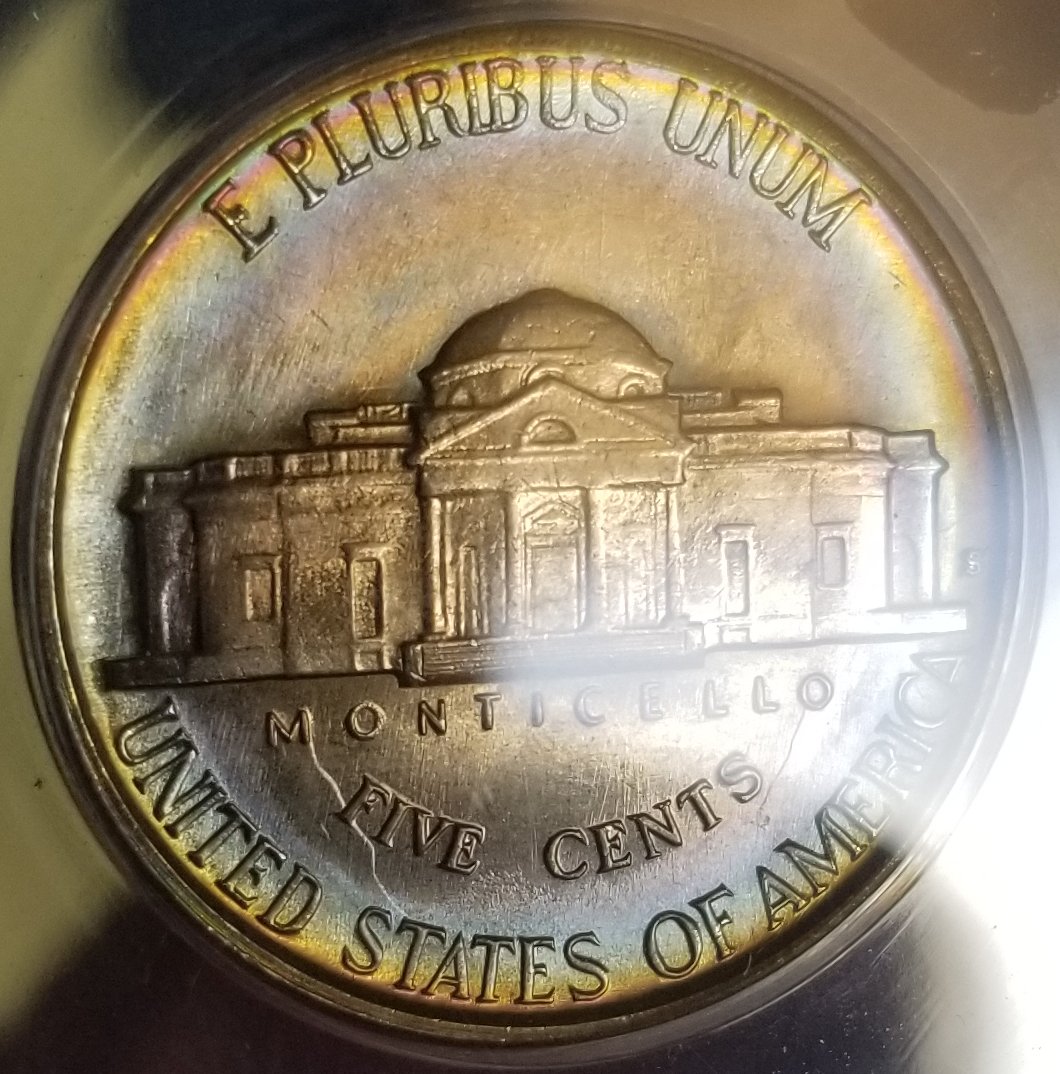 E PLURIBUS UNUM
S
MONTICELLO
FIVE CENTS
UNITED STATES OF AMERICA